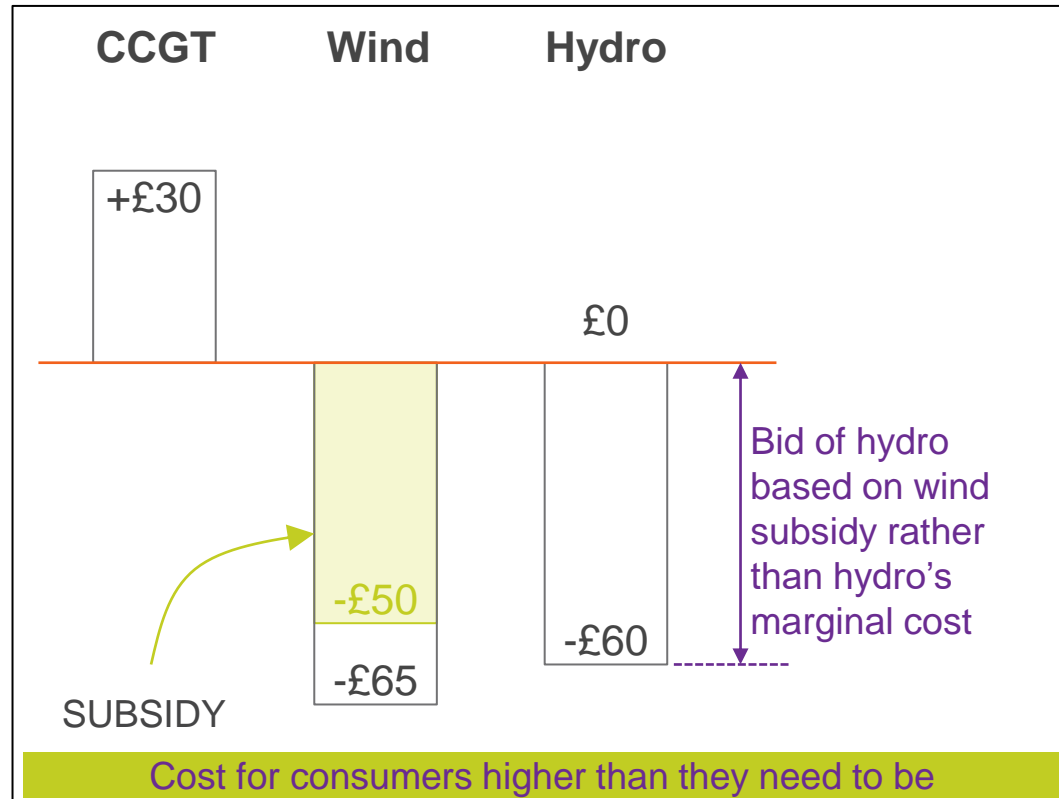 CCGT Wind Hydro
+£30
£0
Bid of hydro
based on wind
subsidy rather
than hydro’s
marginal cost
-£50
-£60
-£65
SUBSIDY
Cost for consumers higher than they need to be